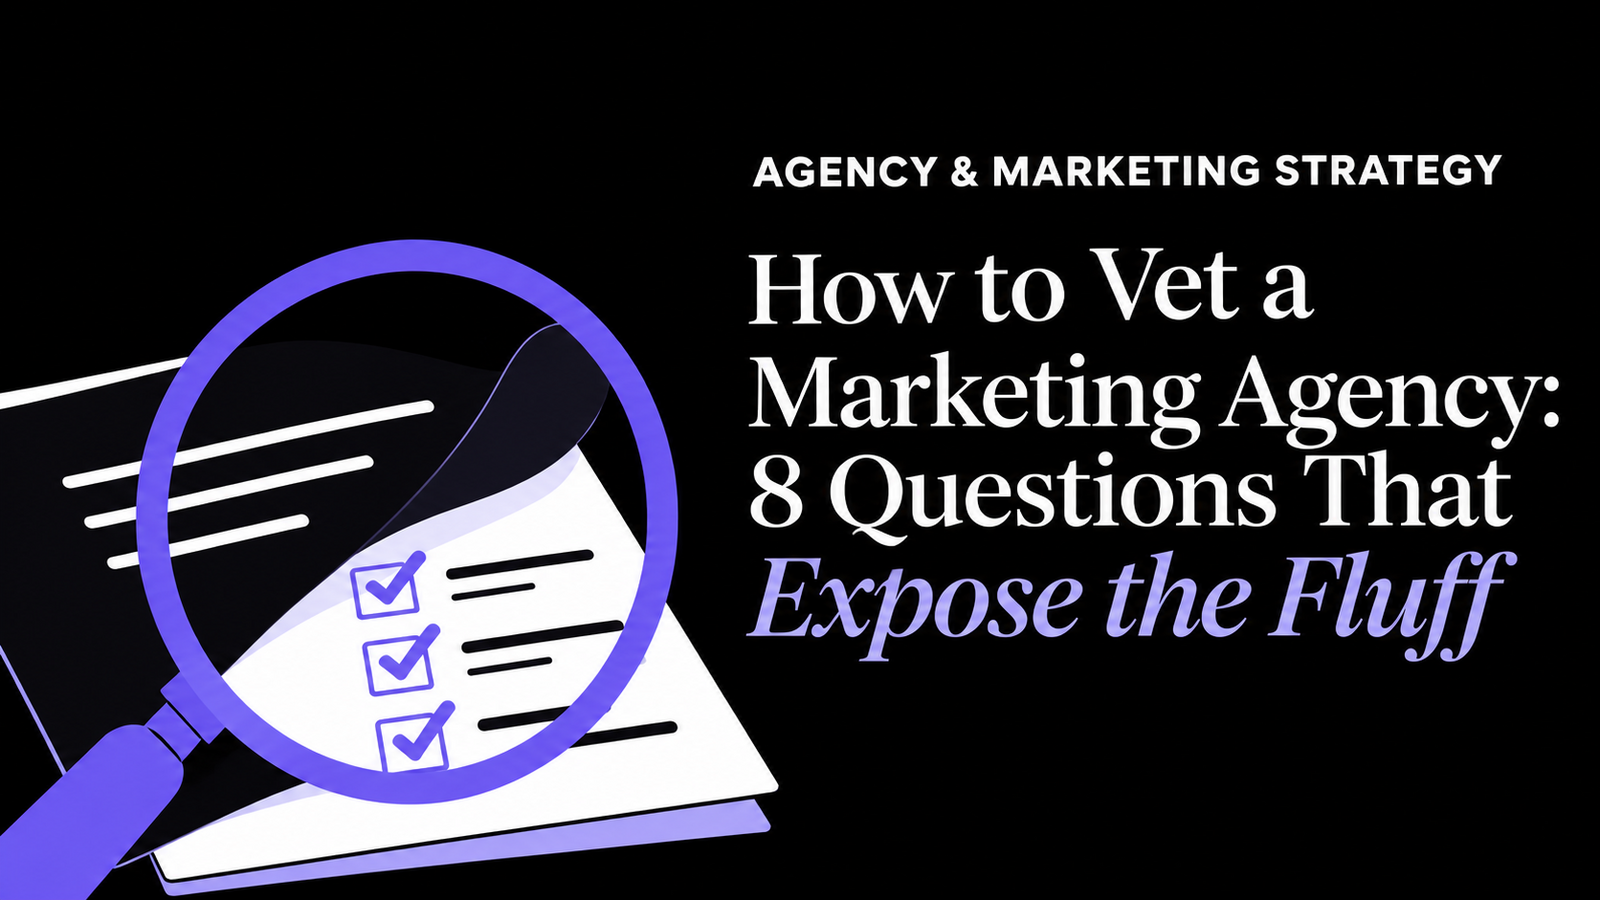 AGENCY & MARKETING STRATEGY
How to Vet a
Marketing Agency:
8 Questions That
Expose the Fluff